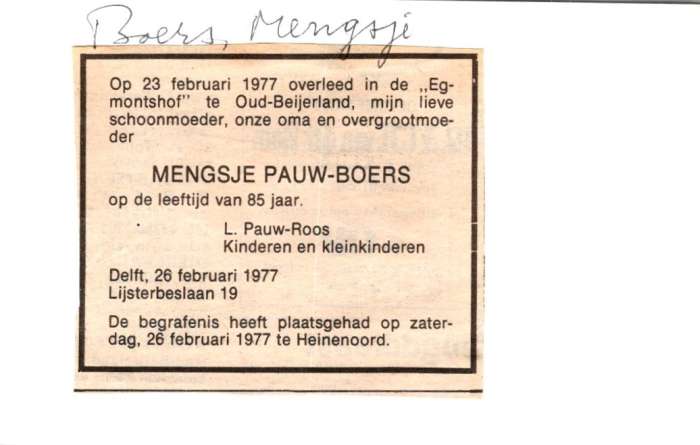 Boers, Mengsje
Op 23 februari 1977 overleed in de „Eg-
montshof" te Oud-Beijerland, mijn lieve
schoonmoeder, onze oma en overgrootmoe-
der
MENGSJE PAUW-BOERS
op de leeftijd van 85 jaar.
L. Pauw-Roos
Kinderen en kleinkinderen
Delft, 26 februari 1977
Lijsterbeslaan 19
De begrafenis heeft plaatsgehad op zater-
dag, 26 februari 1977 te Heinenoord.